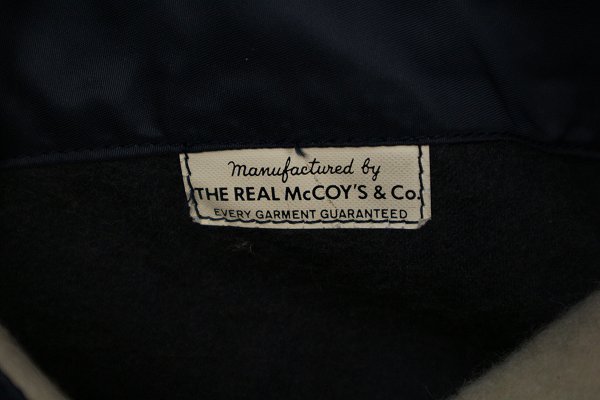 Manufactured by
THE REAL McCOY'S & Co.
EVERY GARMENT GUARANTEED